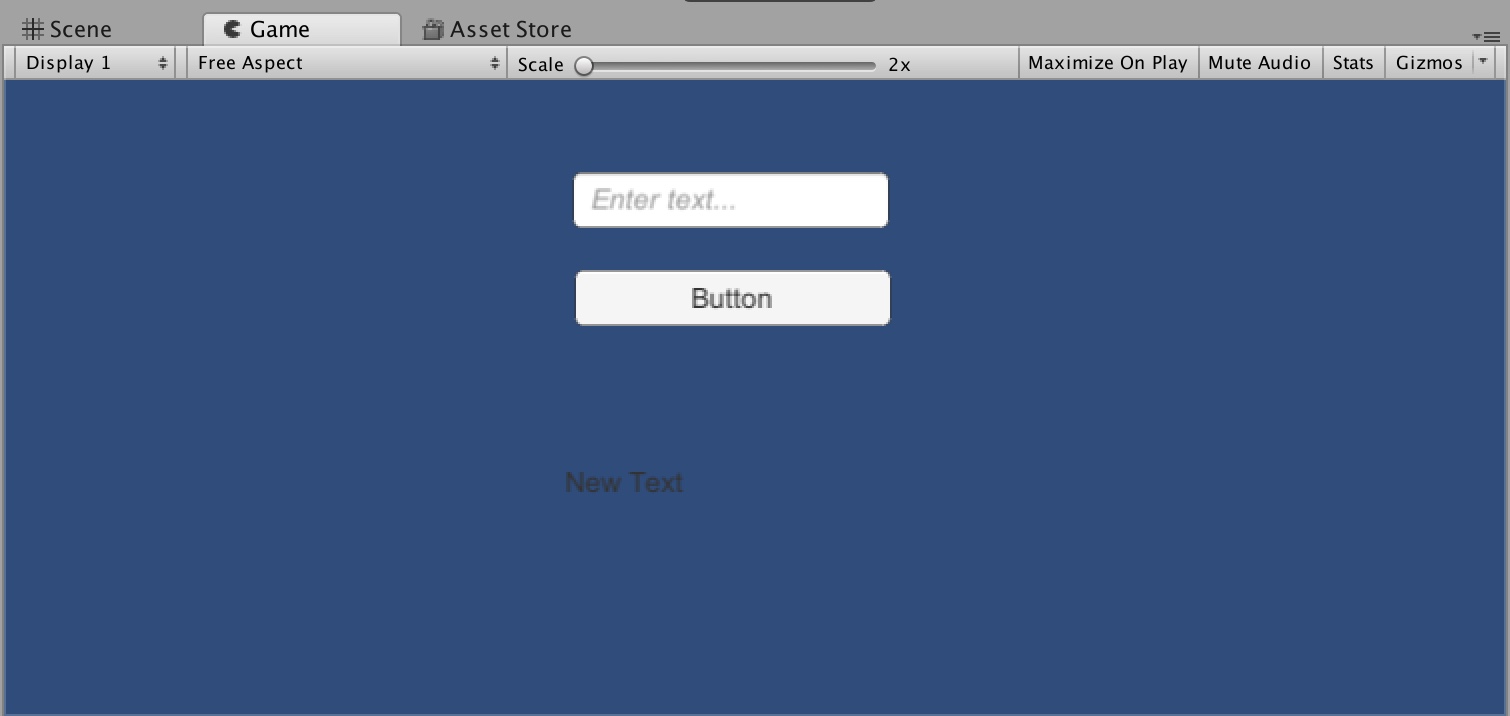 Scene Game Asset Store
Display 1 Free Aspect Scale 2x Maximize On Play Mute Audio Stats Gizmos
Enter text...
Button
New Text